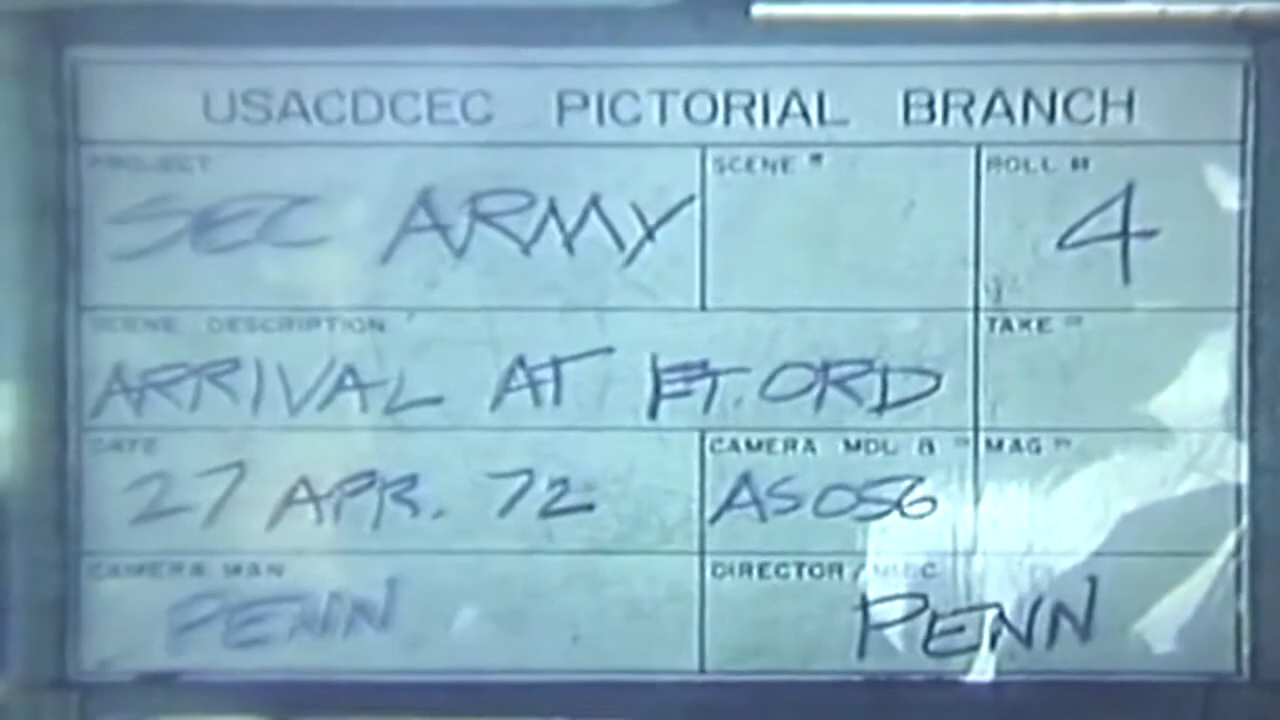 USACDCEC PICTORIAL BRANCH
PROJECT SCENE # ROLL #
SEC ARMY 4
SCENE DESCRIPTION TAKE #
ARRIVAL AT FT. ORD
DATE CAMERA MDL & # MAG #
27 APR. 72 AS056
CAMERA MAN DIRECTOR/
PENN PENN